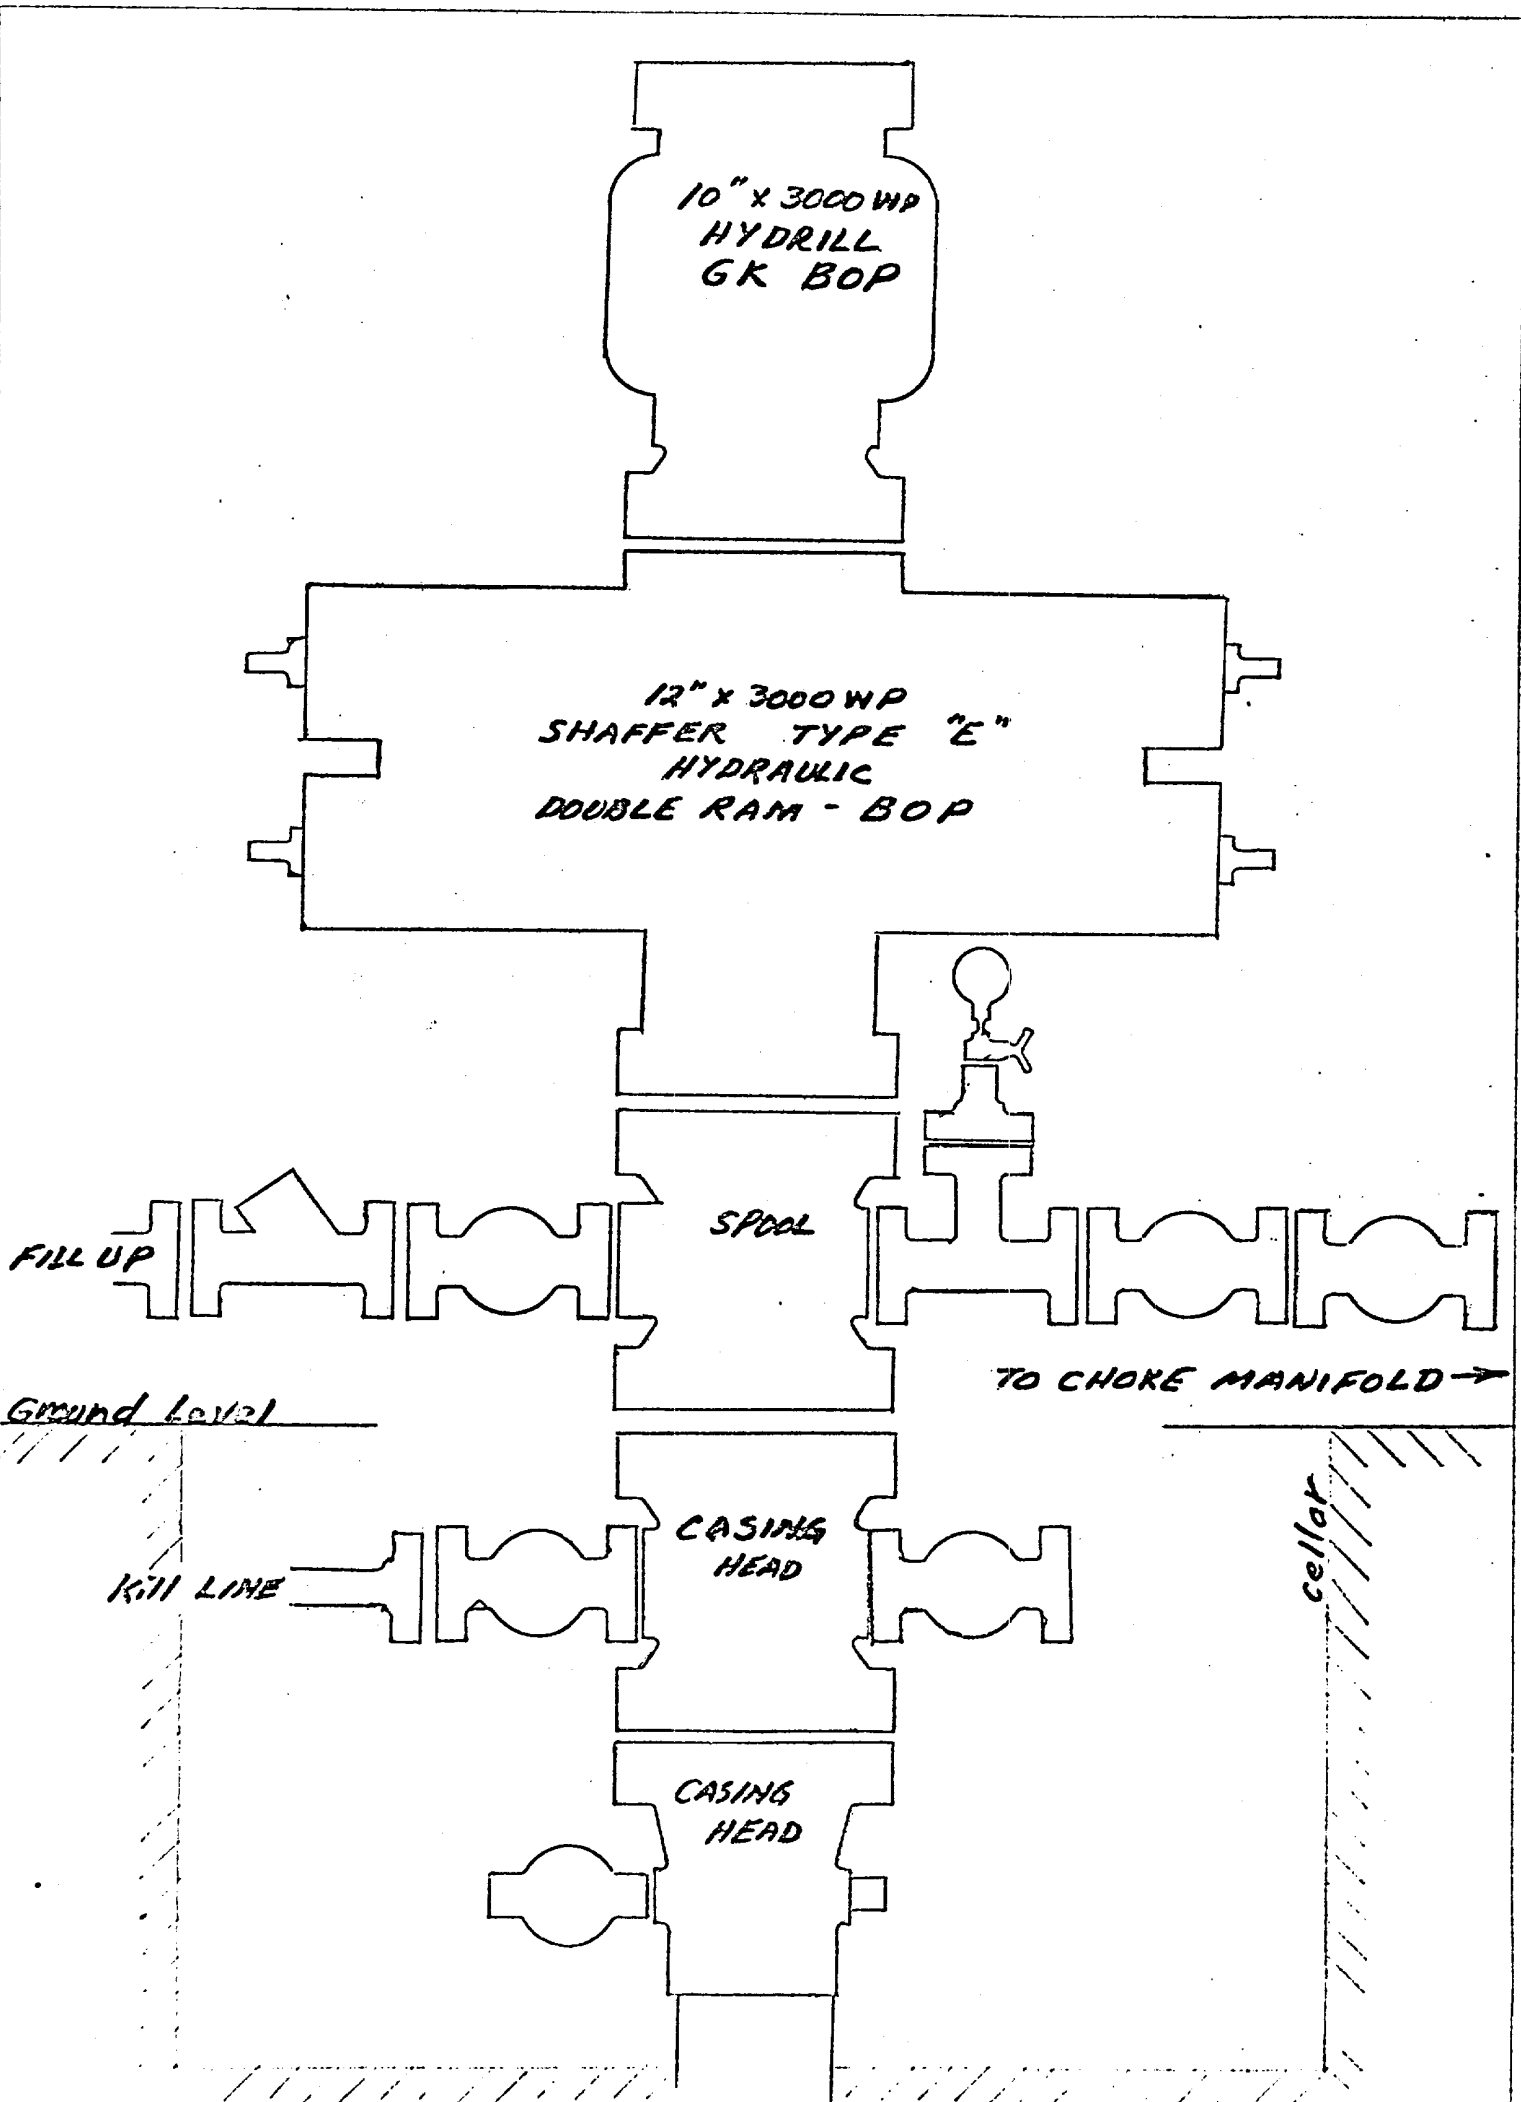 10" x 3000 WP
HYDRILL
GK BOP
12" x 3000 WP
SHAFFER TYPE "E"
HYDRAULIC
DOUBLE RAM - BOP
SPOOL
FILL UP
TO CHOKE MANIFOLD →
Ground Level
CASING
HEAD
cellar
Kill LINE
CASING
HEAD